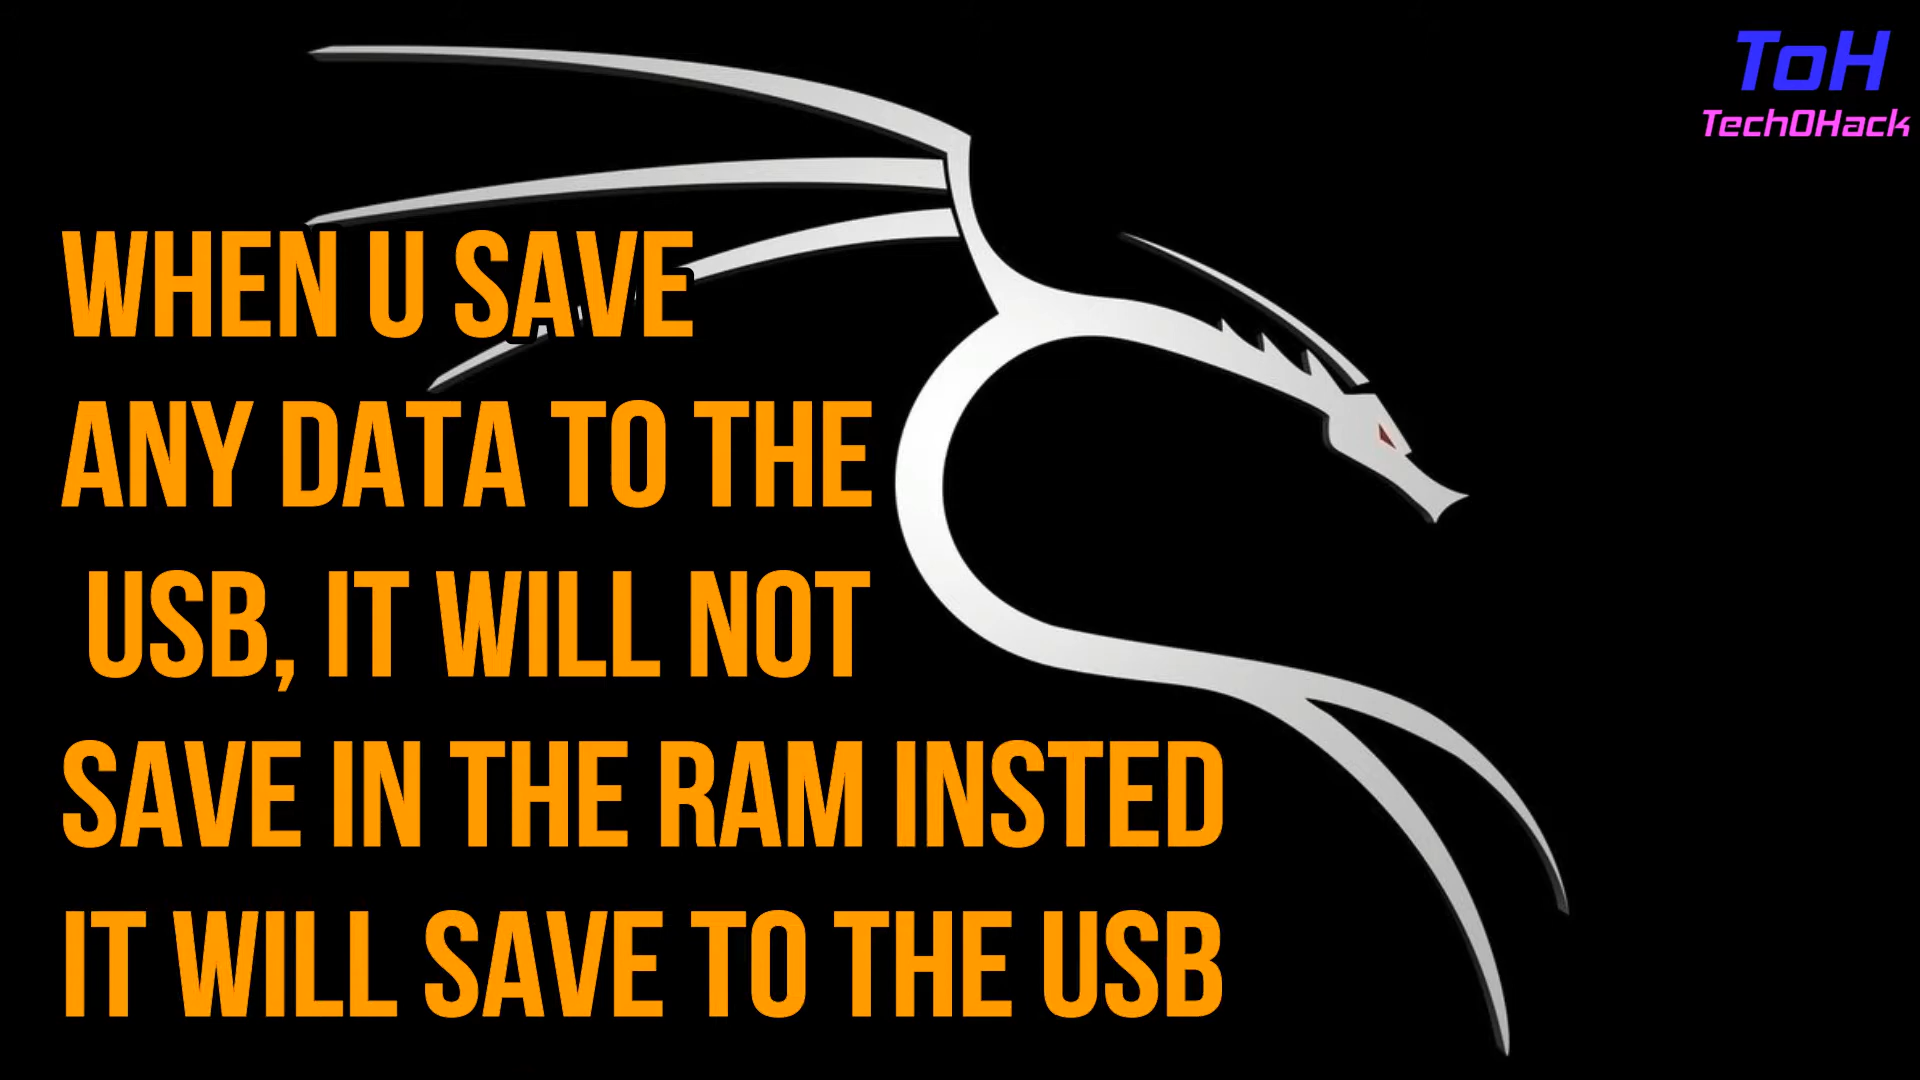 ToH
TechOHack
WHEN U SAVE
ANY DATA TO THE
USB, IT WILL NOT
SAVE IN THE RAM INSTED
IT WILL SAVE TO THE USB